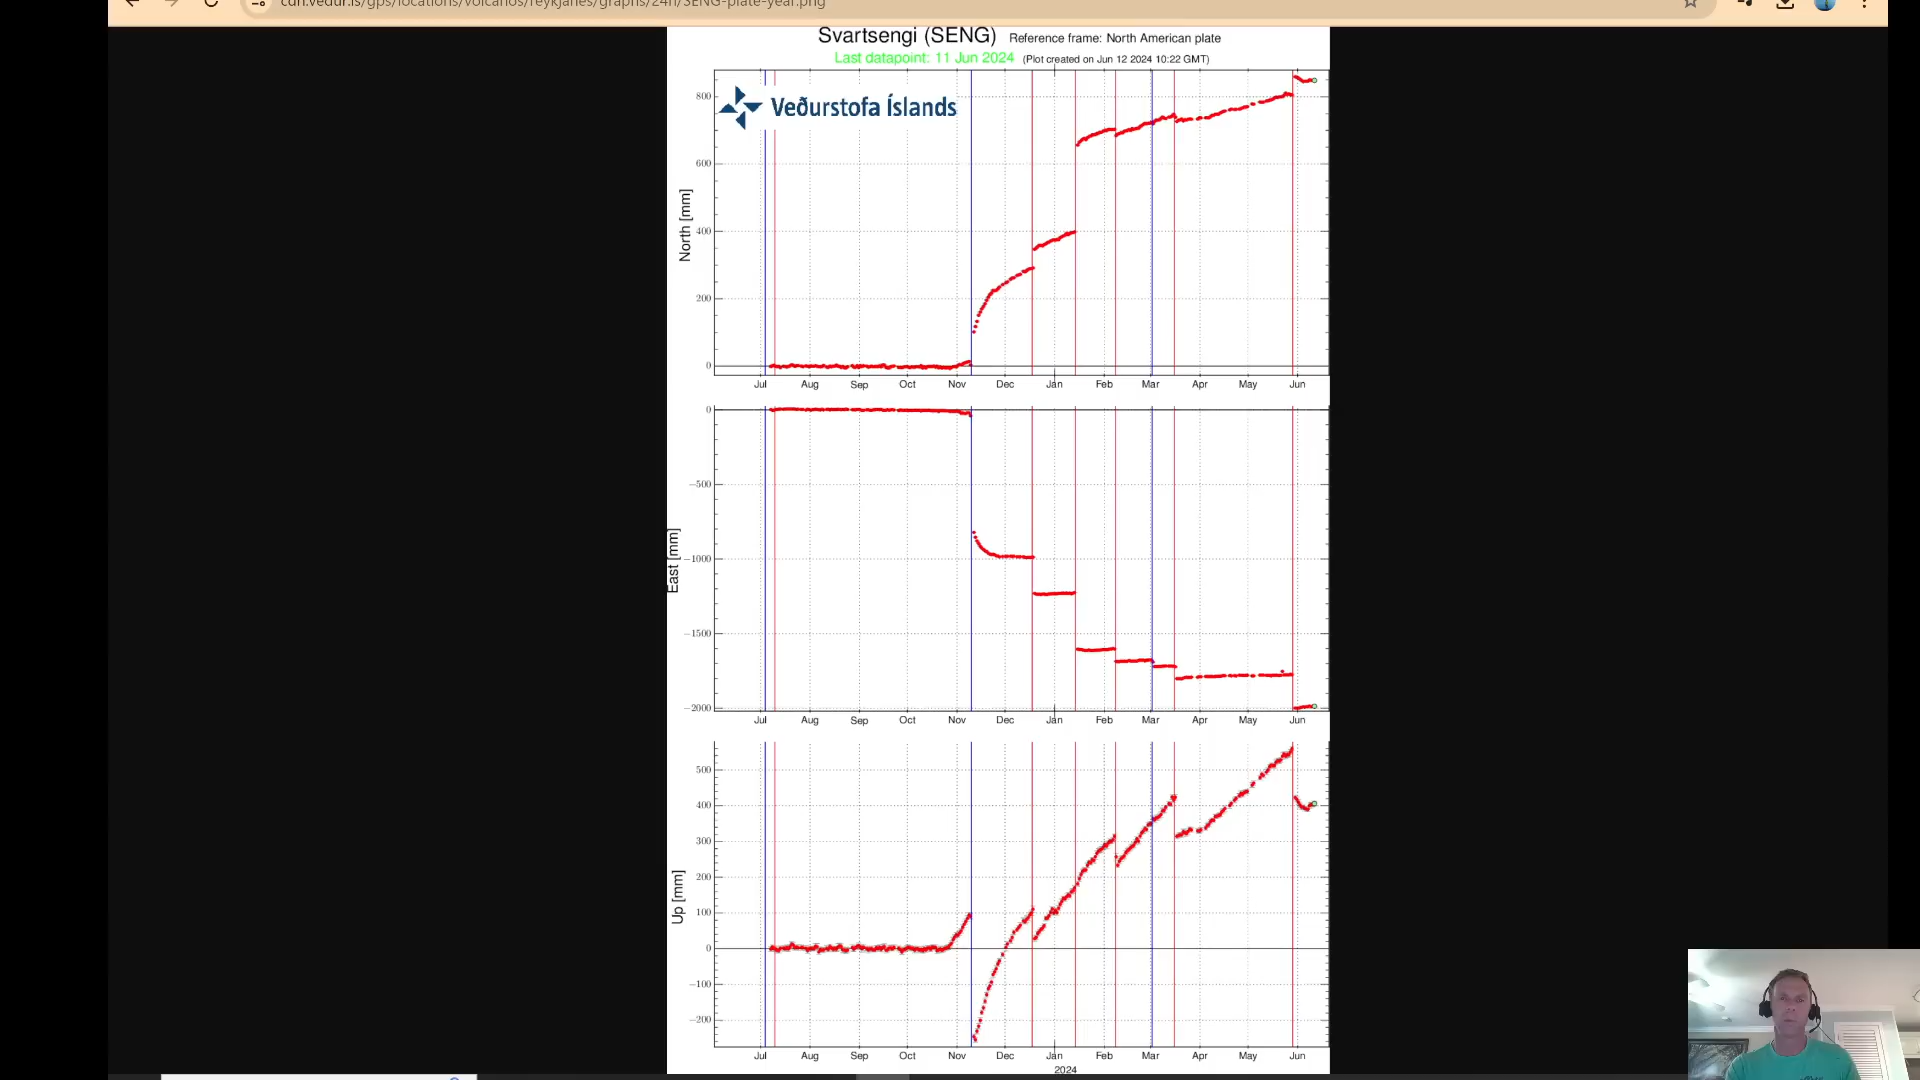 cdn.vedur.is/gps/locations/volcanos/reykjanes/graphs/24h/SENG-plate-year.png
Svartsengi (SENG) Reference frame: North American plate
Last datapoint: 11 Jun 2024 (Plot created on Jun 12 2024 10:22 GMT)
Veðurstofa Íslands
North [mm]
800
600
400
200
0
Jul Aug Sep Oct Nov Dec Jan Feb Mar Apr May Jun
East [mm]
0
−500
−1000
−1500
−2000
Jul Aug Sep Oct Nov Dec Jan Feb Mar Apr May Jun
Up [mm]
500
400
300
200
100
0
−100
−200
Jul Aug Sep Oct Nov Dec Jan Feb Mar Apr May Jun
2024